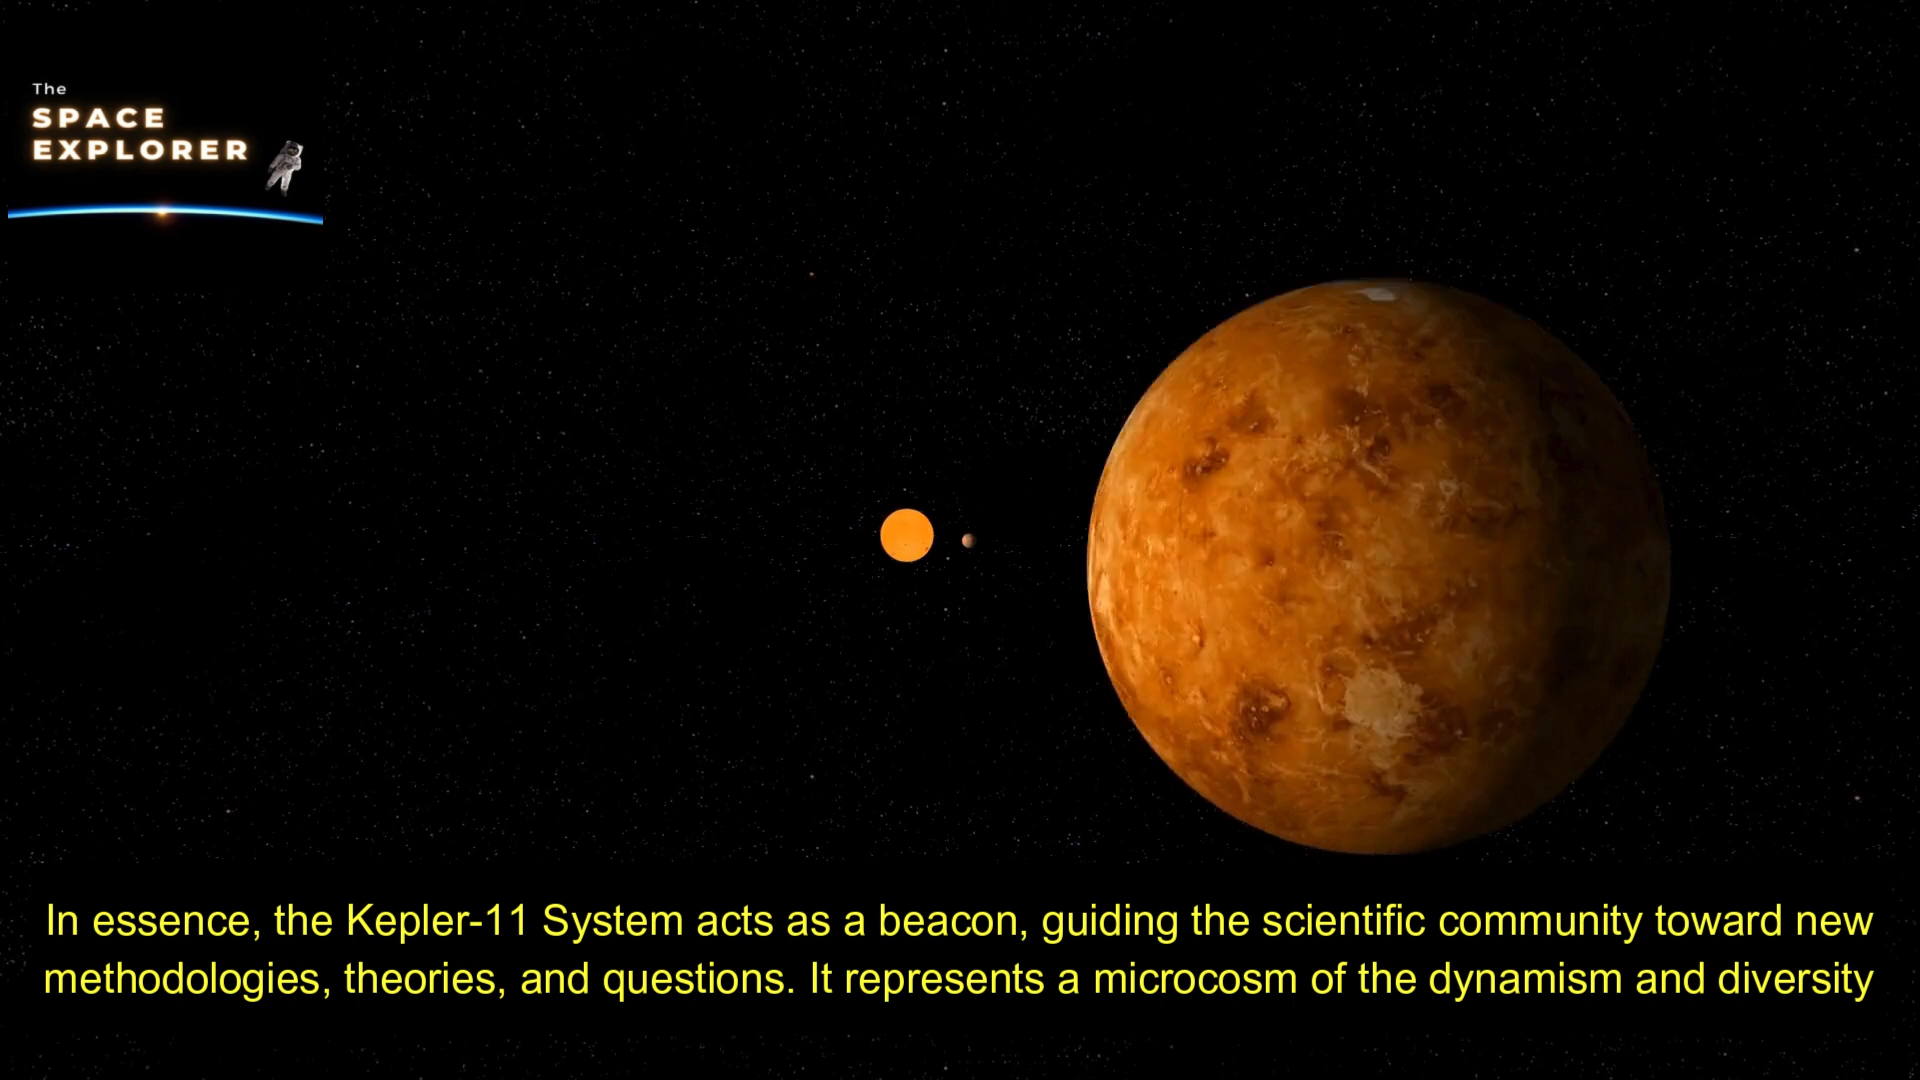 The
SPACE
EXPLORER
In essence, the Kepler-11 System acts as a beacon, guiding the scientific community toward new
methodologies, theories, and questions. It represents a microcosm of the dynamism and diversity